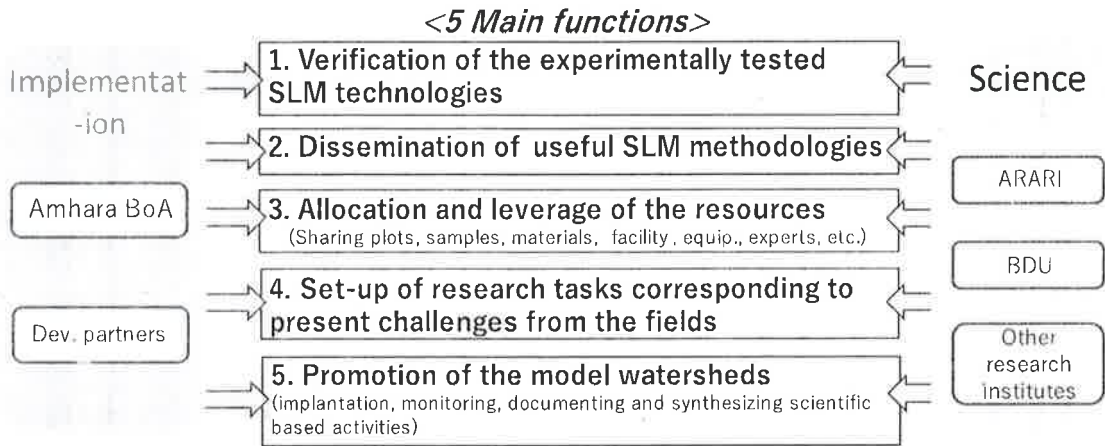 <5 Main functions>
Implementat
-ion
Amhara BoA
Dev. partners
1. Verification of the experimentally tested
SLM technologies
2. Dissemination of useful SLM methodologies
3. Allocation and leverage of the resources
(Sharing plots, samples, materials, facility, equip., experts, etc.)
4. Set-up of research tasks corresponding to
present challenges from the fields
5. Promotion of the model watersheds
(implantation, monitoring, documenting and synthesizing scientific
based activities)
Science
ARARI
BDU
Other
research
institutes